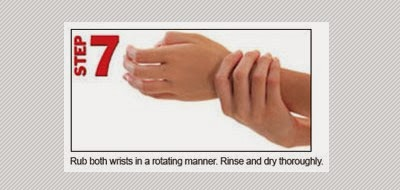 STEP 7
Rub both wrists in a rotating manner. Rinse and dry thoroughly.